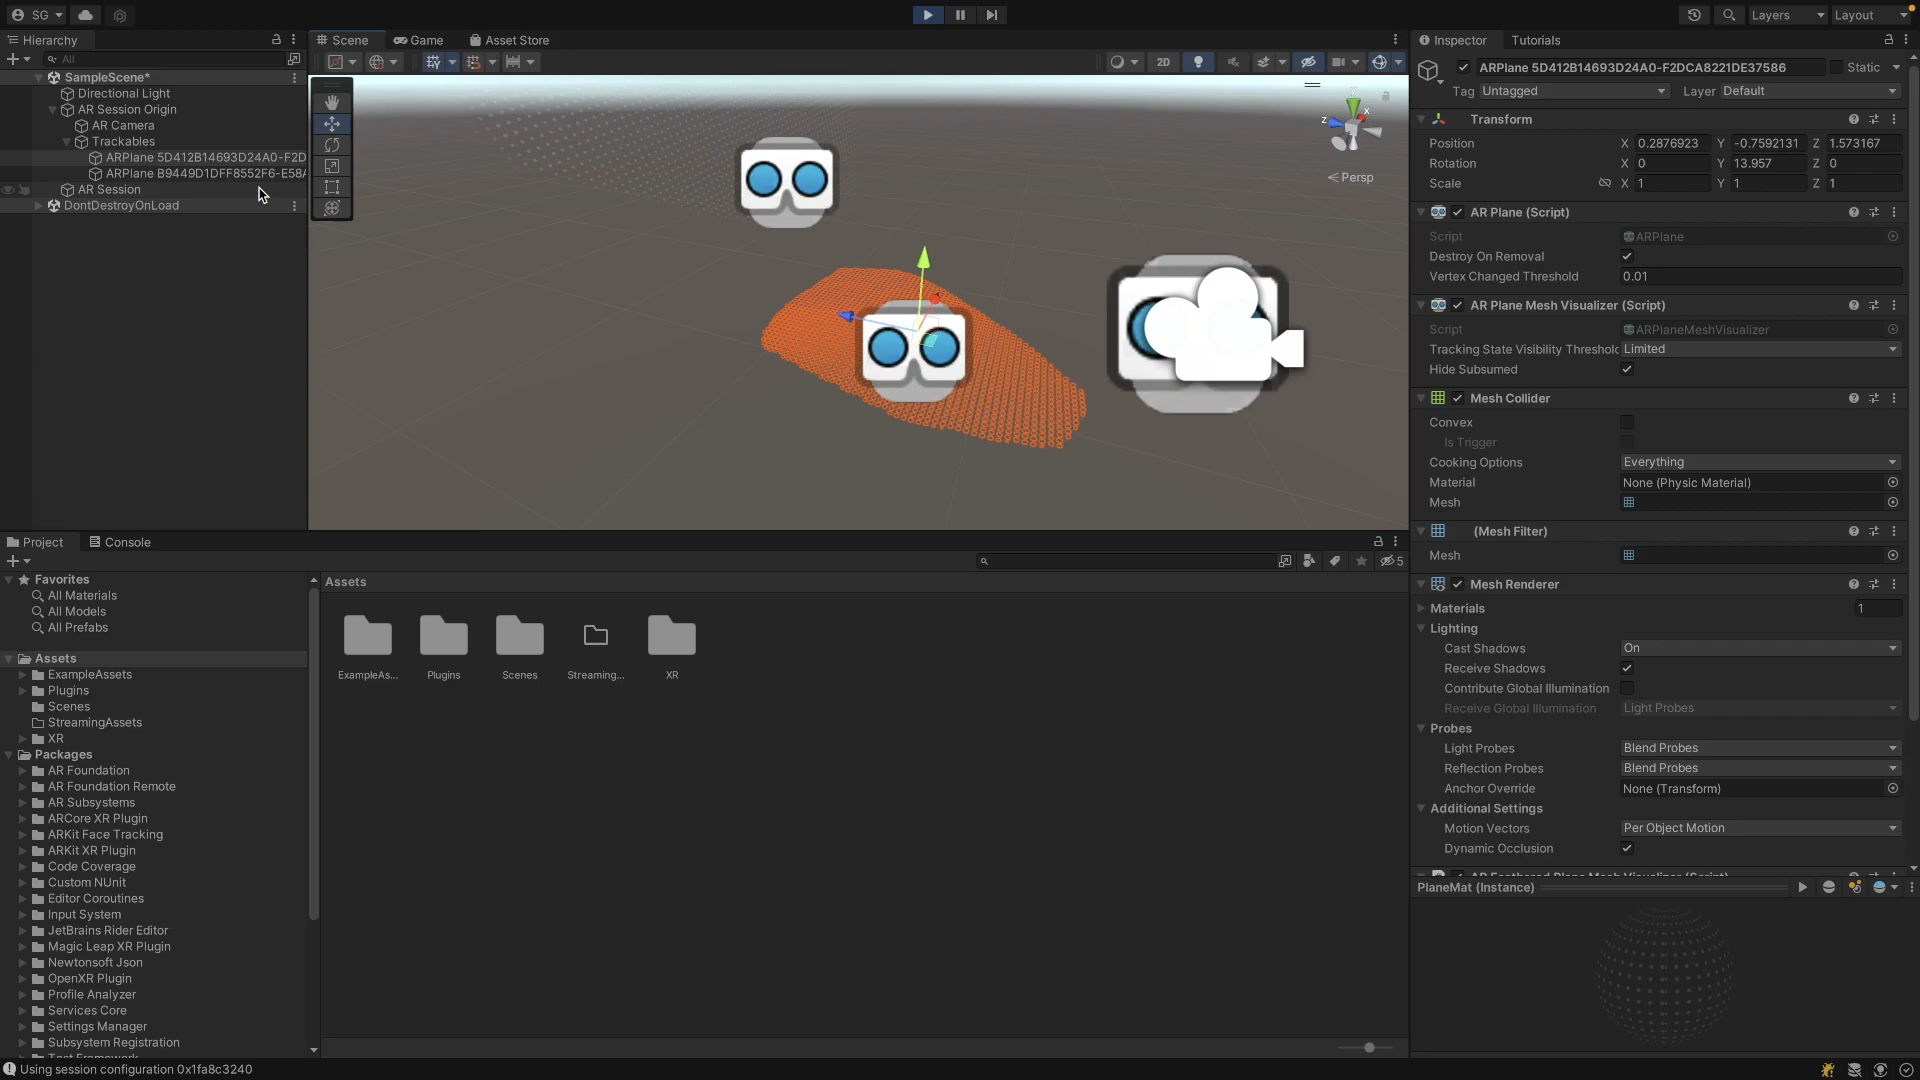 SG
Layers
Layout
Hierarchy
All
SampleScene*
Directional Light
AR Session Origin
AR Camera
Trackables
ARPlane 5D412B14693D24A0-F2D
ARPlane B9449D1DFF8552F6-E58A
AR Session
DontDestroyOnLoad
Scene
Game
Asset Store
2D
y
x
z
Persp
Inspector
Tutorials
ARPlane 5D412B14693D24A0-F2DCA8221DE37586
Static
Tag Untagged
Layer Default
Transform
Position X 0.2876923 Y -0.7592131 Z 1.573167
Rotation X 0 Y 13.957 Z 0
Scale X 1 Y 1 Z 1
AR Plane (Script)
Script ARPlane
Destroy On Removal
Vertex Changed Threshold 0.01
AR Plane Mesh Visualizer (Script)
Script ARPlaneMeshVisualizer
Tracking State Visibility Threshold Limited
Hide Subsumed
Mesh Collider
Convex
Is Trigger
Cooking Options Everything
Material None (Physic Material)
Mesh
(Mesh Filter)
Mesh
Mesh Renderer
Materials 1
Lighting
Cast Shadows On
Receive Shadows
Contribute Global Illumination
Receive Global Illumination Light Probes
Probes
Light Probes Blend Probes
Reflection Probes Blend Probes
Anchor Override None (Transform)
Additional Settings
Motion Vectors Per Object Motion
Dynamic Occlusion
AR Feathered Plane Mesh Visualizer (Script)
PlaneMat (Instance)
Project
Console
5
Favorites
All Materials
All Models
All Prefabs
Assets
ExampleAssets
Plugins
Scenes
StreamingAssets
XR
Packages
AR Foundation
AR Foundation Remote
AR Subsystems
ARCore XR Plugin
ARKit Face Tracking
ARKit XR Plugin
Code Coverage
Custom NUnit
Editor Coroutines
Input System
JetBrains Rider Editor
Magic Leap XR Plugin
Newtonsoft Json
OpenXR Plugin
Profile Analyzer
Services Core
Settings Manager
Subsystem Registration
Test Framework
Assets
ExampleAs...
Plugins
Scenes
Streaming...
XR
Using session configuration 0x1fa8c3240